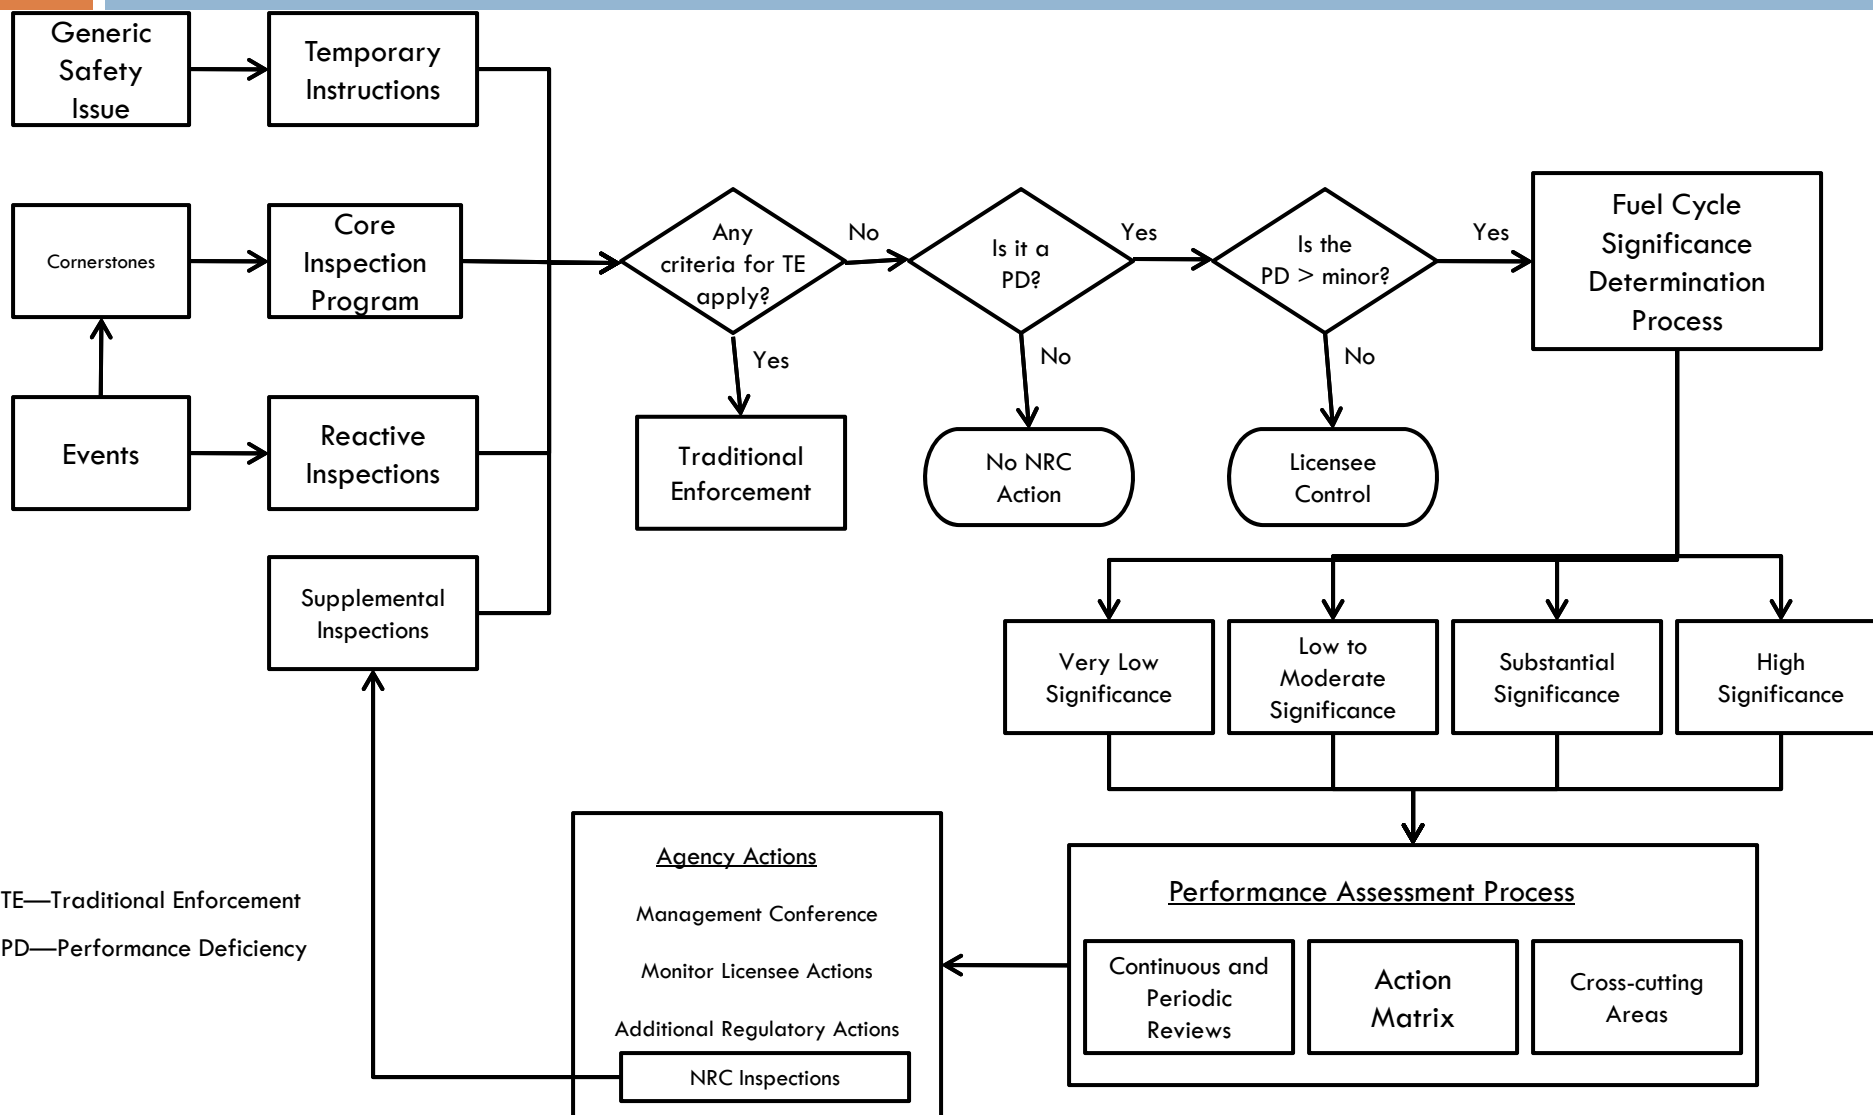 Generic
Safety
Issue
Temporary
Instructions
Cornerstones
Core
Inspection
Program
Any
criteria for TE
apply?
No
Is it a
PD?
Yes
Is the
PD > minor?
Yes
Fuel Cycle
Significance
Determination
Process
Yes
No
No
Events
Reactive
Inspections
Traditional
Enforcement
No NRC
Action
Licensee
Control
Supplemental
Inspections
Very Low
Significance
Low to
Moderate
Significance
Substantial
Significance
High
Significance
Agency Actions
Management Conference
Monitor Licensee Actions
Additional Regulatory Actions
NRC Inspections
Performance Assessment Process
Continuous and
Periodic
Reviews
Action
Matrix
Cross-cutting
Areas
TE—Traditional Enforcement
PD—Performance Deficiency